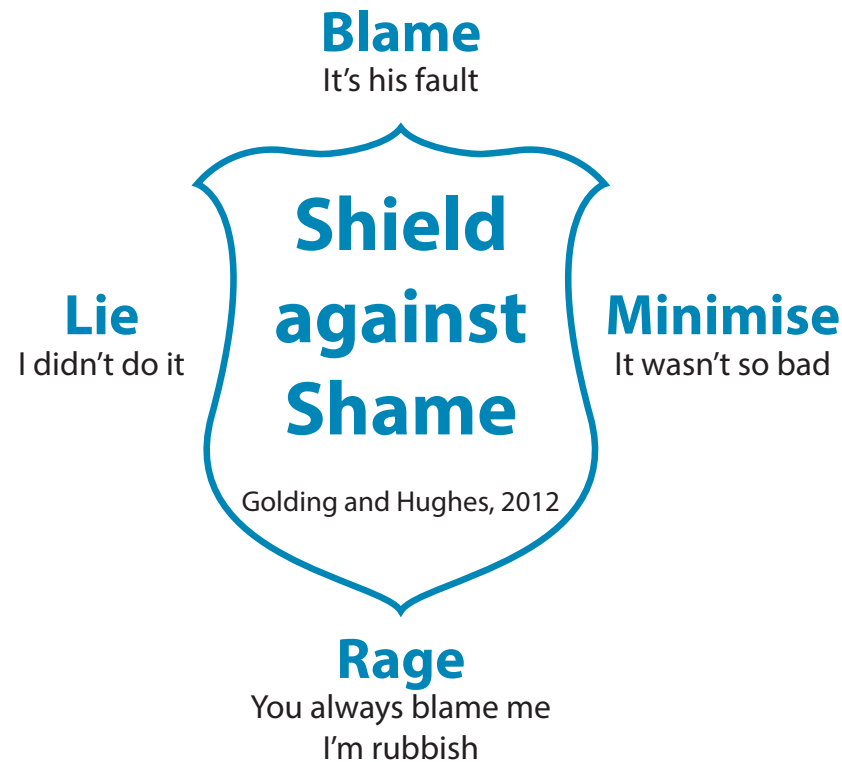 Blame
It's his fault
Shield
against
Shame
Lie
I didn't do it
Minimise
It wasn't so bad
Golding and Hughes, 2012
Rage
You always blame me
I'm rubbish